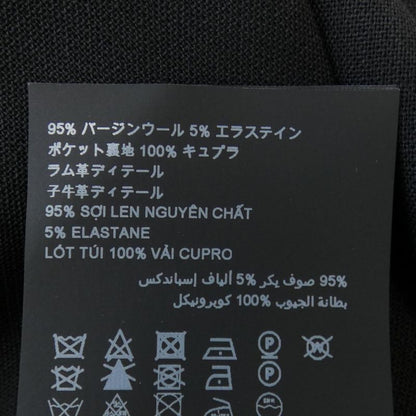 95% バージンウール 5% エラステイン
ポケット裏地 100% キュプラ
ラム革ディテール
子牛革ディテール
95% SỢI LEN NGUYÊN CHẤT
5% ELASTANE
LÓT TÚI 100% VẢI CUPRO
95% صوف بكر 5% ألياف إسباندكس
بطانة الجيوب 100% كوبرونيكل
P
P